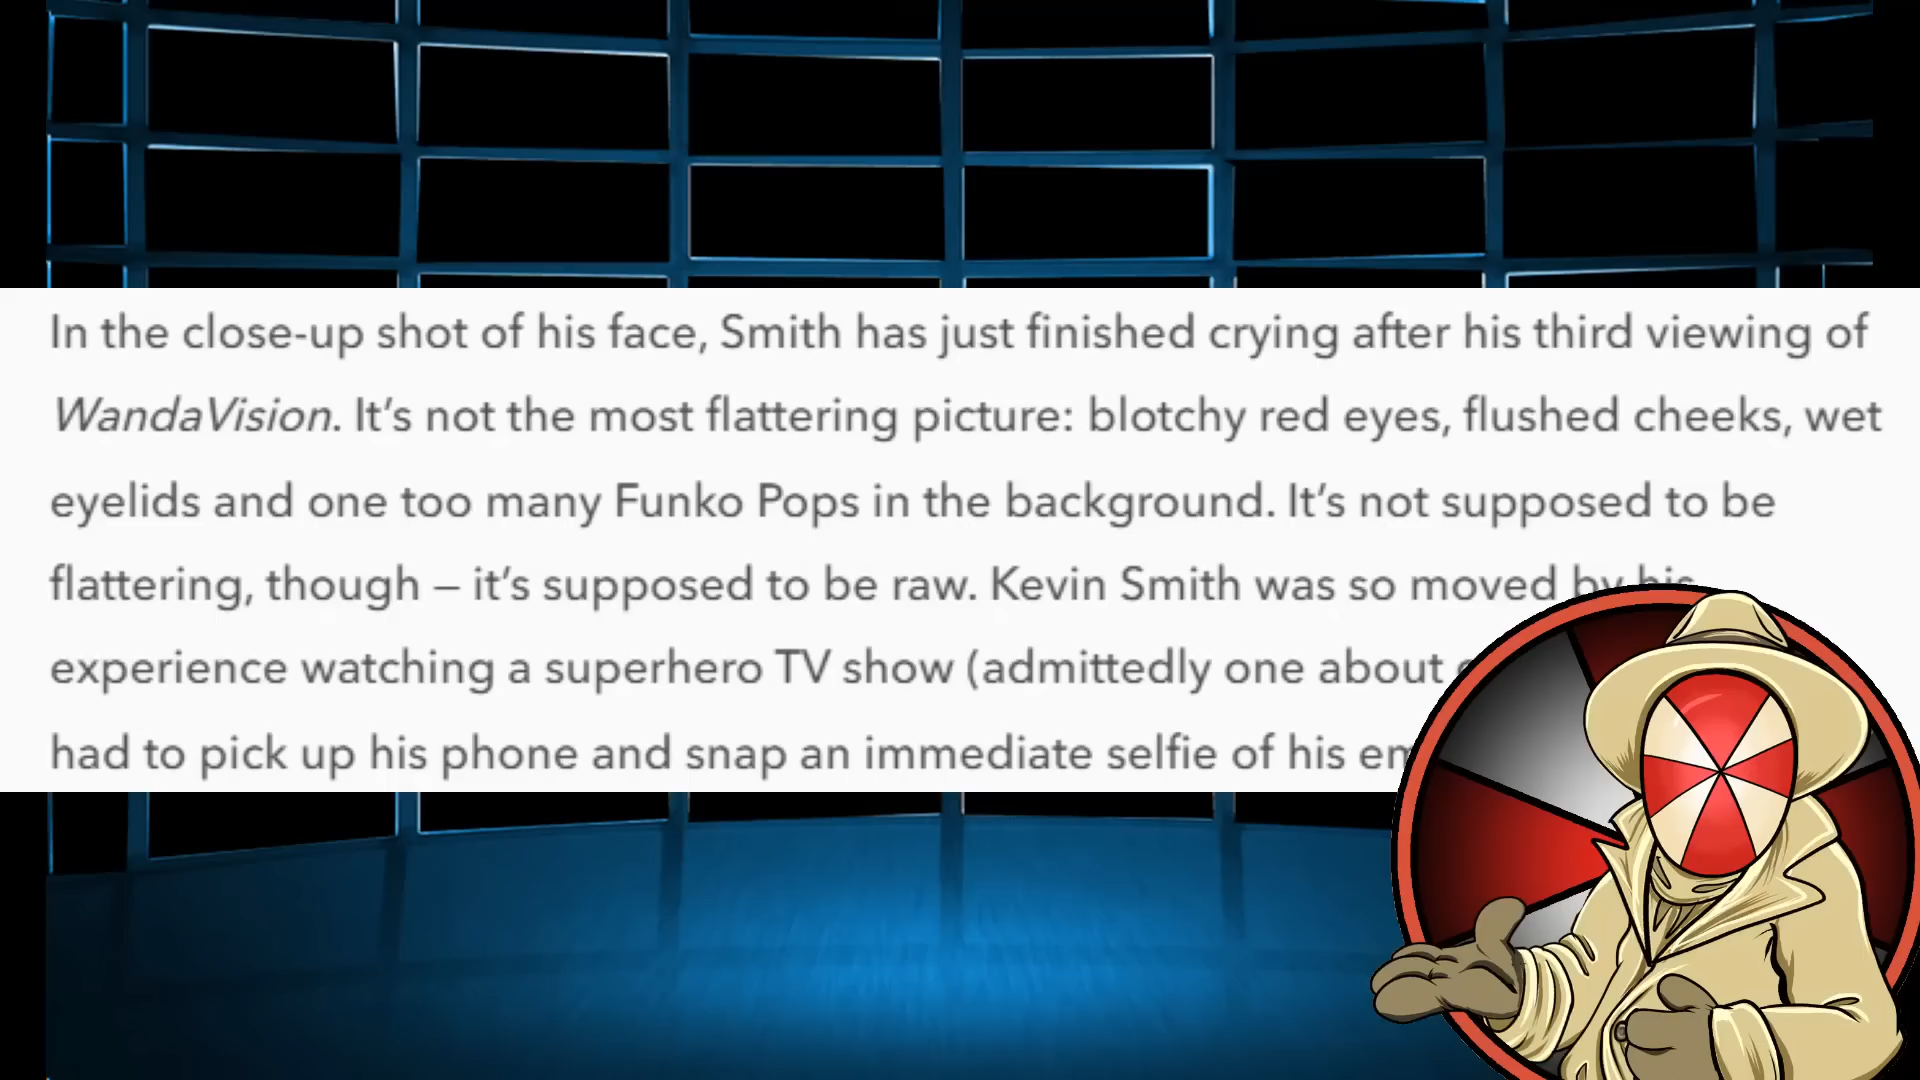 In the close-up shot of his face, Smith has just finished crying after his third viewing of
WandaVision. It’s not the most flattering picture: blotchy red eyes, flushed cheeks, wet
eyelids and one too many Funko Pops in the background. It’s not supposed to be
flattering, though – it’s supposed to be raw. Kevin Smith was so moved by his
experience watching a superhero TV show (admittedly one about
had to pick up his phone and snap an immediate selfie of his